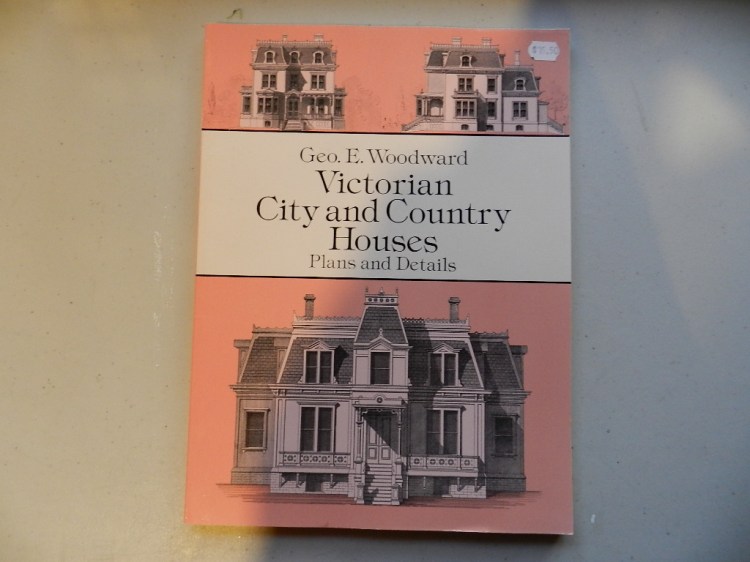 Geo. E. Woodward
Victorian
City and Country
Houses
Plans and Details